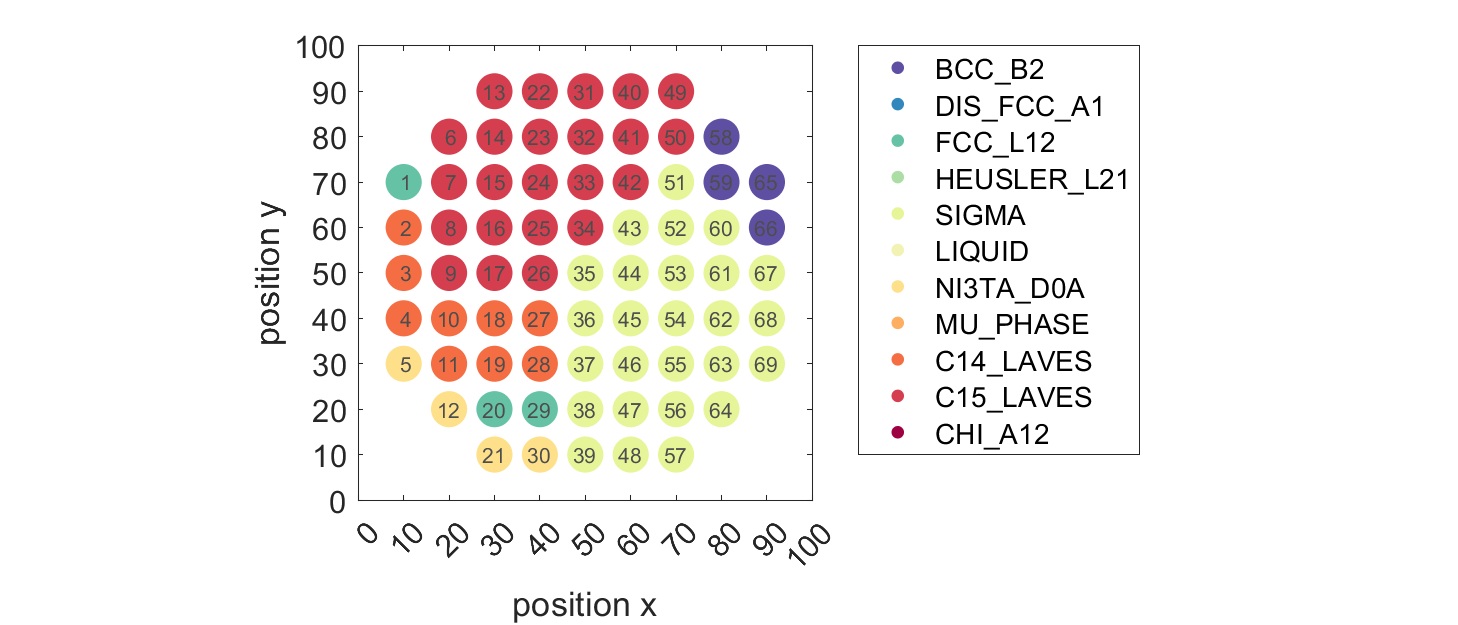 100
90
80
70
60
50
40
30
20
10
0
13 22 31 40 49
6 14 23 32 41 50 58
1 7 15 24 33 42 51 59 65
2 8 16 25 34 43 52 60 66
3 9 17 26 35 44 53 61 67
4 10 18 27 36 45 54 62 68
5 11 19 28 37 46 55 63 69
12 20 29 38 47 56 64
21 30 39 48 57
0 10 20 30 40 50 60 70 80 90 100
position x
position y
BCC_B2
DIS_FCC_A1
FCC_L12
HEUSLER_L21
SIGMA
LIQUID
NI3TA_D0A
MU_PHASE
C14_LAVES
C15_LAVES
CHI_A12